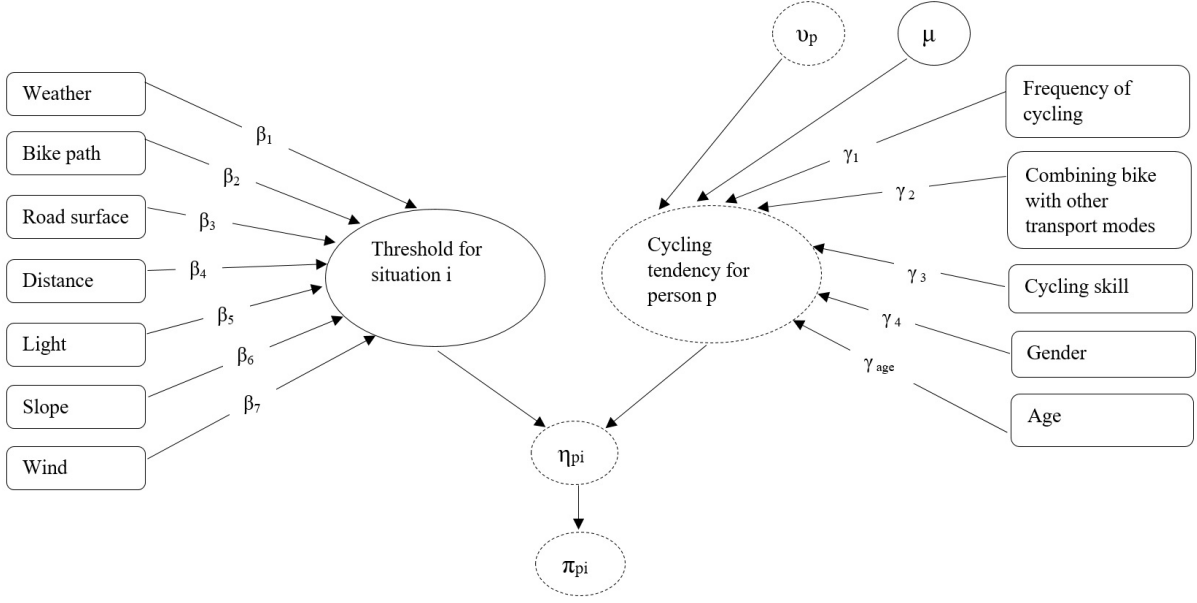 υp
μ
Weather
Bike path
Road surface
Distance
Light
Slope
Wind
β1
β2
β3
β4
β5
β6
β7
Threshold for
situation i
Cycling
tendency for
person p
γ1
γ 2
γ 3
γ 4
γ age
Frequency of
cycling
Combining bike
with other
transport modes
Cycling skill
Gender
Age
ηpi
πpi